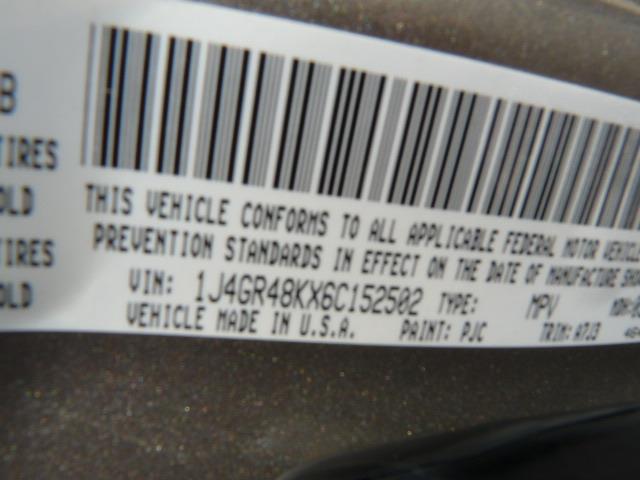 B
TIRES
OLD
TIRES
OLD
THIS VEHICLE CONFORMS TO ALL APPLICABLE FEDERAL MOTOR VEHICLE
PREVENTION STANDARDS IN EFFECT ON THE DATE OF MANUFACTURE
VIN: 1J4GR48KX6C152502 TYPE: MPV MDH:
VEHICLE MADE IN U.S.A. PAINT: PJC TRIM: A7J3